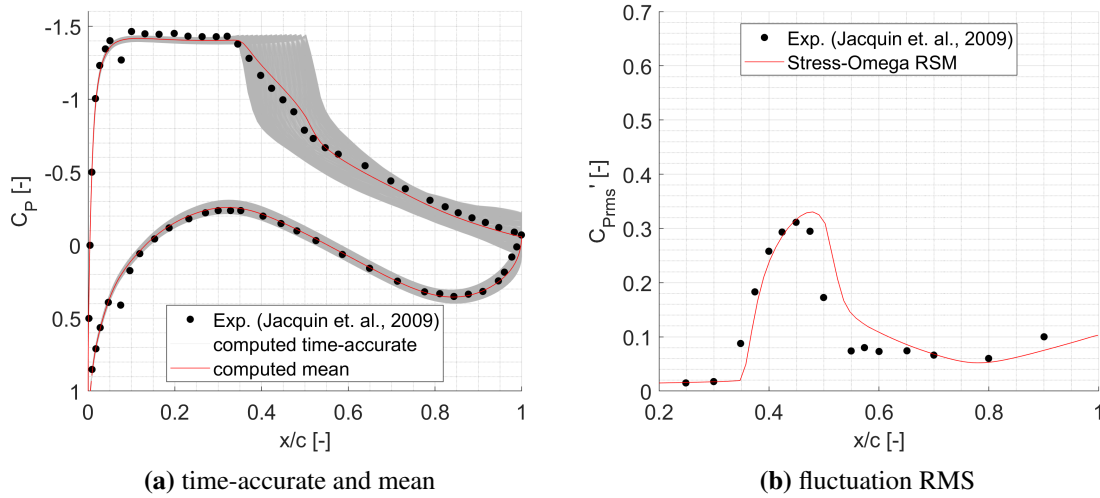 -1.5
-1
-0.5
0
0.5
1
C_P [-]
Exp. (Jacquin et. al., 2009)
computed time-accurate
computed mean
0 0.2 0.4 0.6 0.8 1
x/c [-]
(a) time-accurate and mean
0.7
0.6
0.5
0.4
0.3
0.2
0.1
0
C_Prms' [-]
Exp. (Jacquin et. al., 2009)
Stress-Omega RSM
0.2 0.4 0.6 0.8 1
x/c [-]
(b) fluctuation RMS